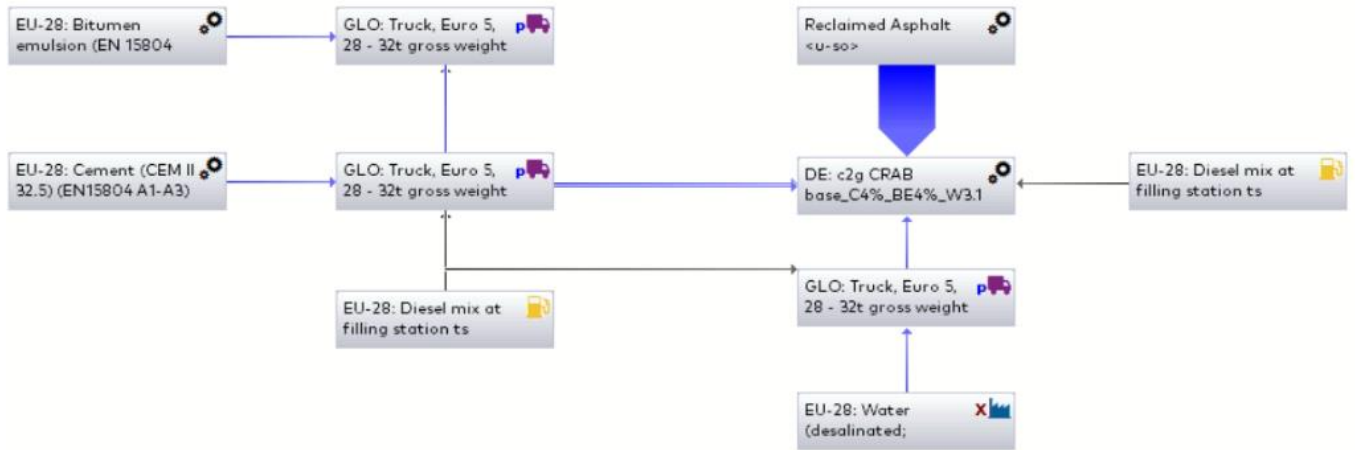 EU-28: Bitumen
emulsion (EN 15804
GLO: Truck, Euro 5,
28 - 32t gross weight
p
Reclaimed Asphalt
<u-so>
EU-28: Cement (CEM II
32.5) (EN15804 A1-A3)
GLO: Truck, Euro 5,
28 - 32t gross weight
p
DE: c2g CRAB
base_C4%_BE4%_W3.1
EU-28: Diesel mix at
filling station ts
EU-28: Diesel mix at
filling station ts
GLO: Truck, Euro 5,
28 - 32t gross weight
p
EU-28: Water
(desalinated;
X